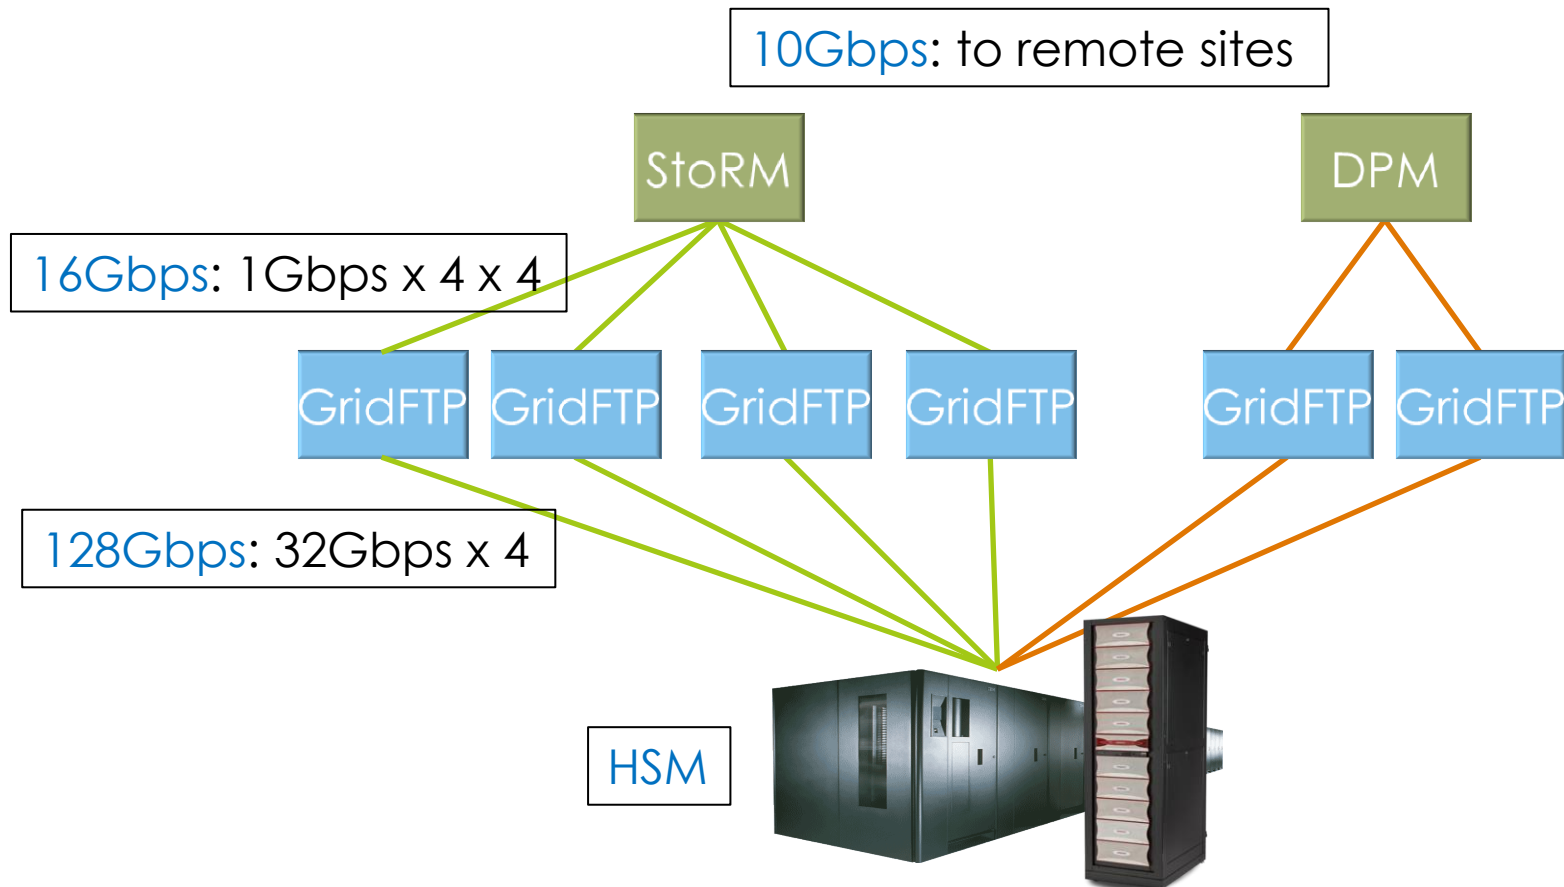 10Gbps: to remote sites
StoRM
DPM
16Gbps: 1Gbps x 4 x 4
GridFTP
GridFTP
GridFTP
GridFTP
GridFTP
GridFTP
128Gbps: 32Gbps x 4
HSM